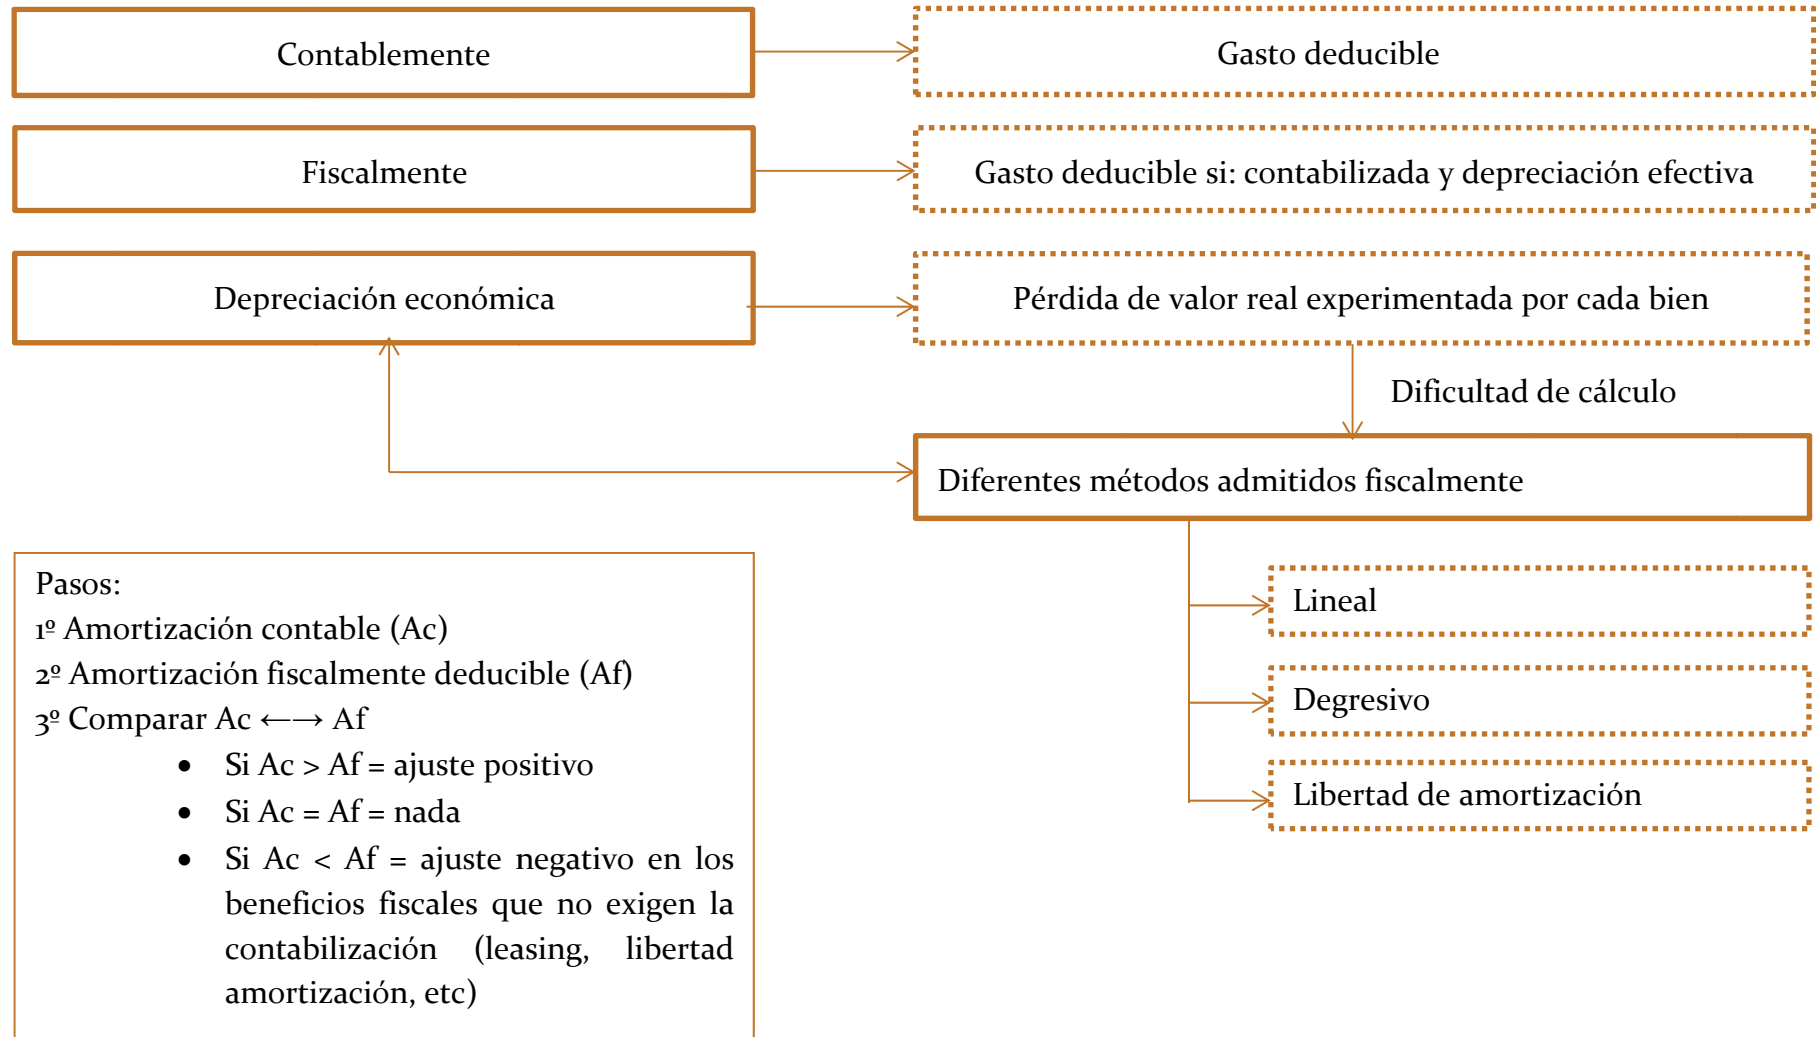 Contablemente
Gasto deducible
Fiscalmente
Gasto deducible si: contabilizada y depreciación efectiva
Depreciación económica
Pérdida de valor real experimentada por cada bien
Dificultad de cálculo
Diferentes métodos admitidos fiscalmente
Lineal
Degresivo
Libertad de amortización
Pasos:
1º Amortización contable (Ac)
2º Amortización fiscalmente deducible (Af)
3º Comparar Ac ←→ Af
• Si Ac > Af = ajuste positivo
• Si Ac = Af = nada
• Si Ac < Af = ajuste negativo en los
beneficios fiscales que no exigen la
contabilización (leasing, libertad
amortización, etc)